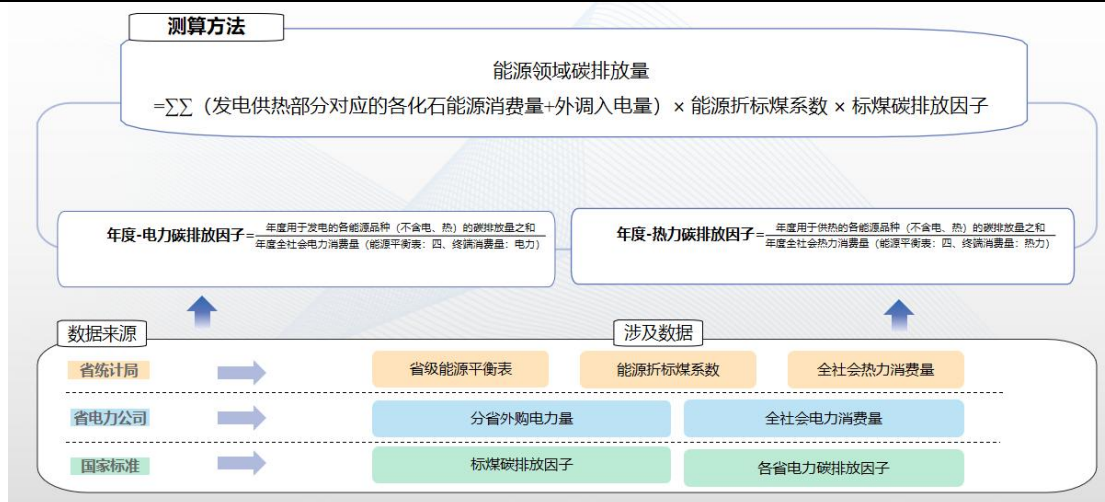 测算方法
能源领域碳排放量
=∑∑（发电供热部分对应的各化石能源消费量+外调入电量）× 能源折标煤系数 × 标煤碳排放因子
年度-电力碳排放因子=年度用于发电的各能源品种（不含电、热）的碳排放量之和
年度全社会电力消费量（能源平衡表：四、终端消费量：电力）
年度-热力碳排放因子=年度用于供热的各能源品种（不含电、热）的碳排放量之和
年度全社会热力消费量（能源平衡表：四、终端消费量：热力）
数据来源
涉及数据
省统计局
省级能源平衡表
能源折标煤系数
全社会热力消费量
省电力公司
分省外购电力量
全社会电力消费量
国家标准
标煤碳排放因子
各省电力碳排放因子